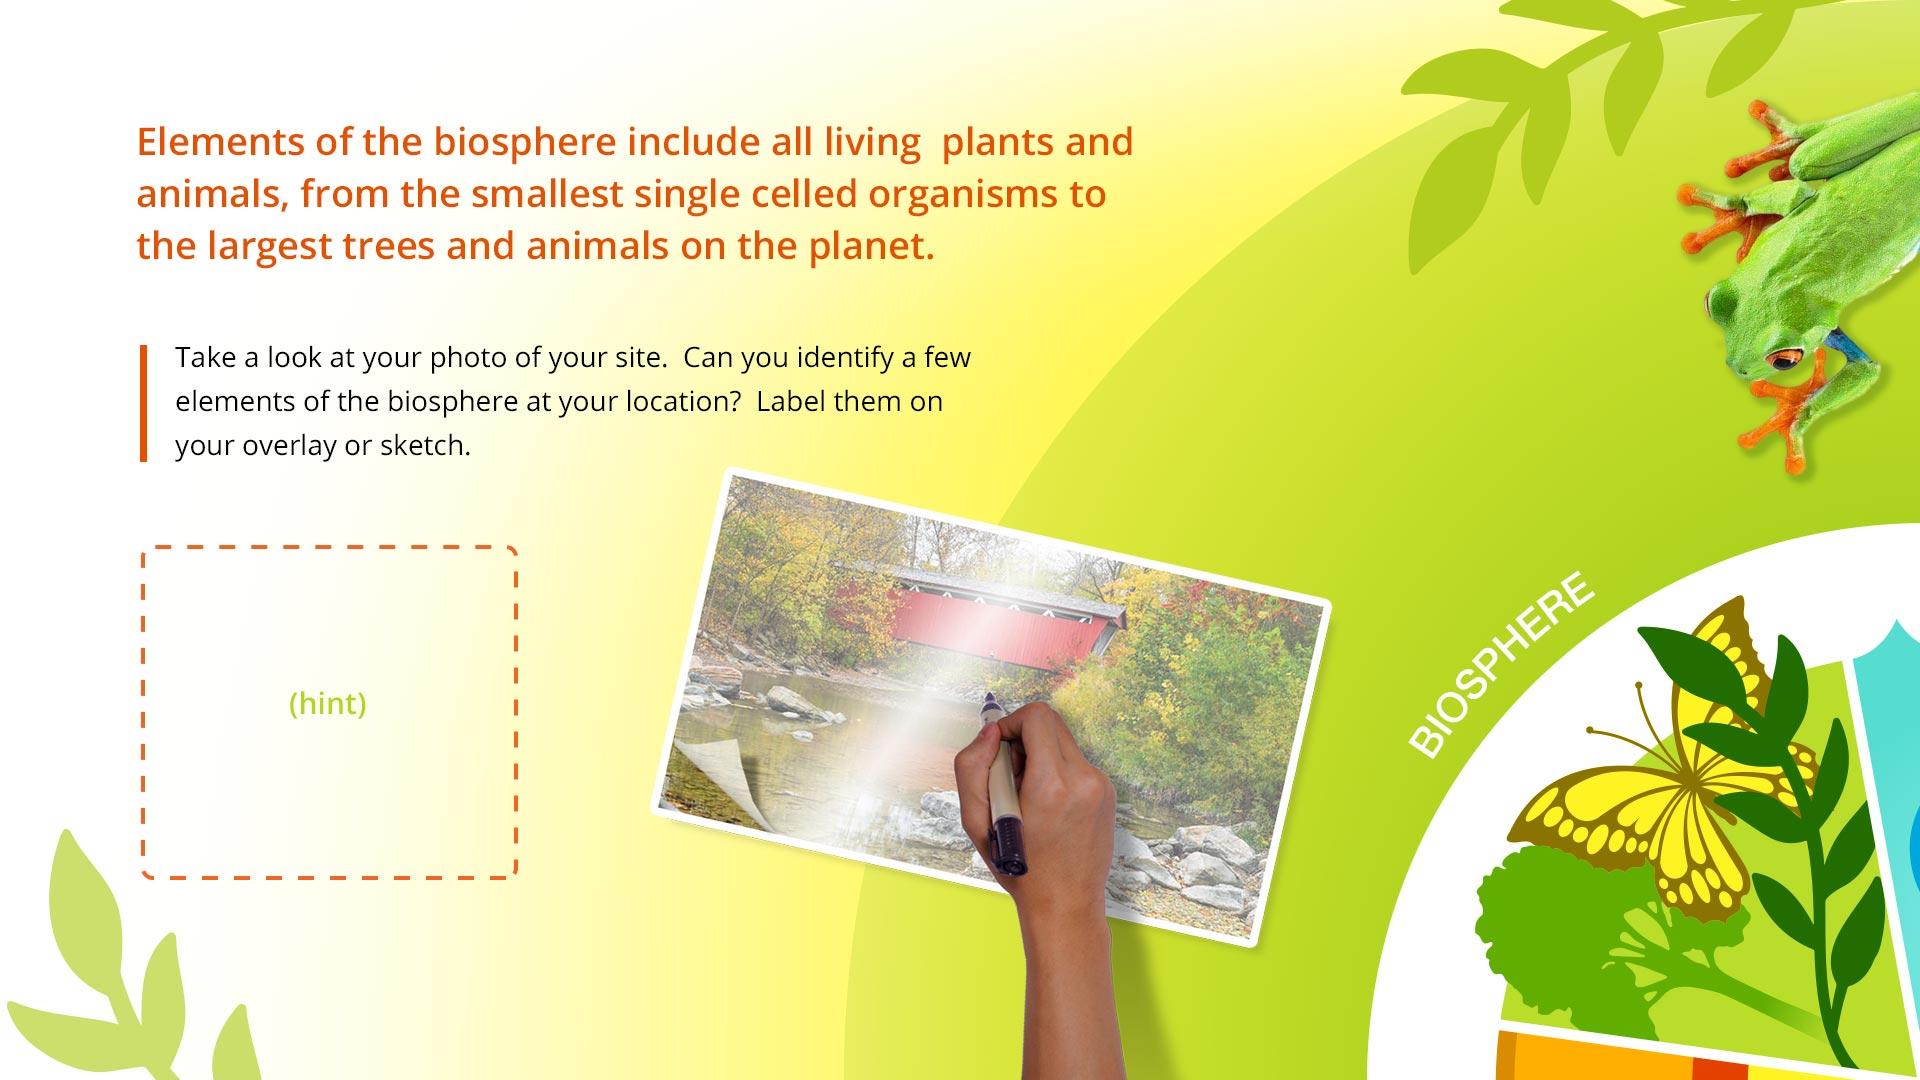 Elements of the biosphere include all living  plants and
animals, from the smallest single celled organisms to
the largest trees and animals on the planet.
Take a look at your photo of your site.  Can you identify a few
elements of the biosphere at your location?  Label them on
your overlay or sketch.
(hint)
BIOSPHERE